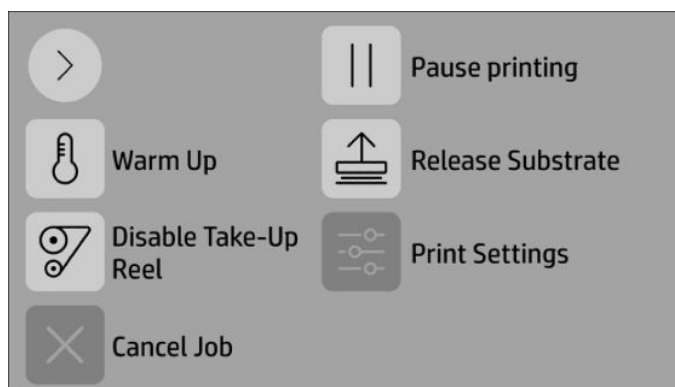 Pause printing
Warm Up
Release Substrate
Disable Take-Up
Reel
Print Settings
Cancel Job